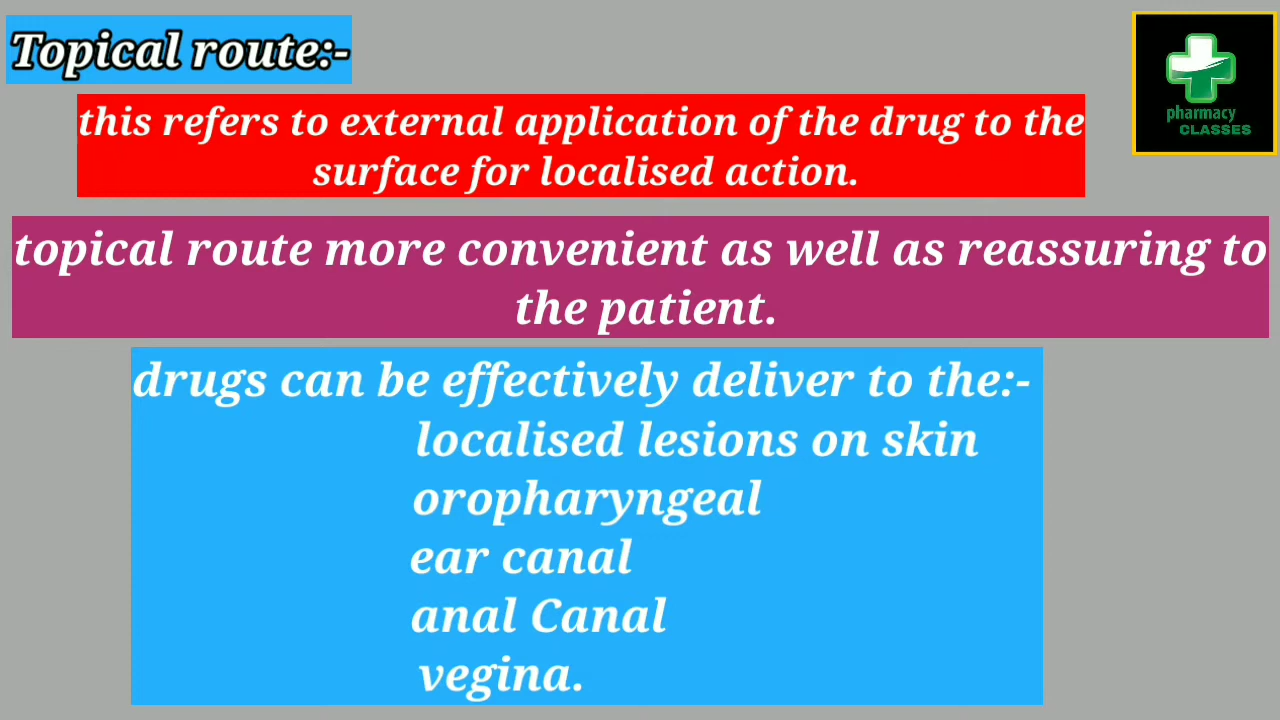 Topical route:-
pharmacy
CLASSES
this refers to external application of the drug to the
surface for localised action.
topical route more convenient as well as reassuring to
the patient.
drugs can be effectively deliver to the:-
localised lesions on skin
oropharyngeal
ear canal
anal Canal
vegina.